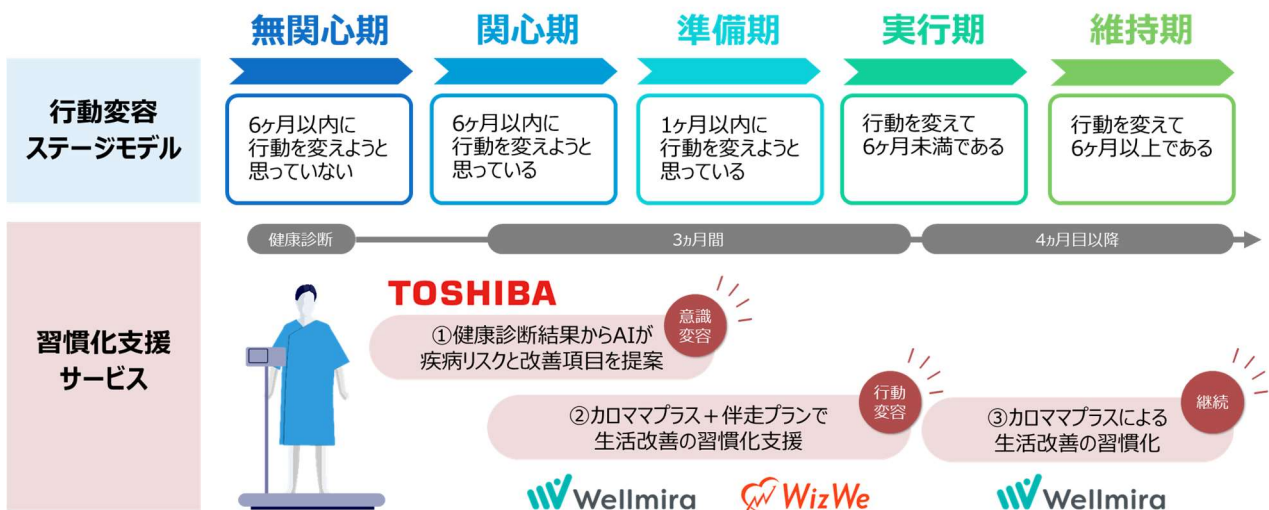 無関心期
関心期
準備期
実行期
維持期
行動変容
ステージモデル
6ヶ月以内に
行動を変えようと
思っていない
6ヶ月以内に
行動を変えようと
思っている
1ヶ月以内に
行動を変えようと
思っている
行動を変えて
6ヶ月未満である
行動を変えて
6ヶ月以上である
習慣化支援
サービス
健康診断
3ヵ月間
4ヵ月目以降
TOSHIBA
①健康診断結果からAIが
疾病リスクと改善項目を提案
意識
変容
②カロママプラス＋伴走プランで
生活改善の習慣化支援
行動
変容
③カロママプラスによる
生活改善の習慣化
継続
Wellmira
WizWe
Wellmira